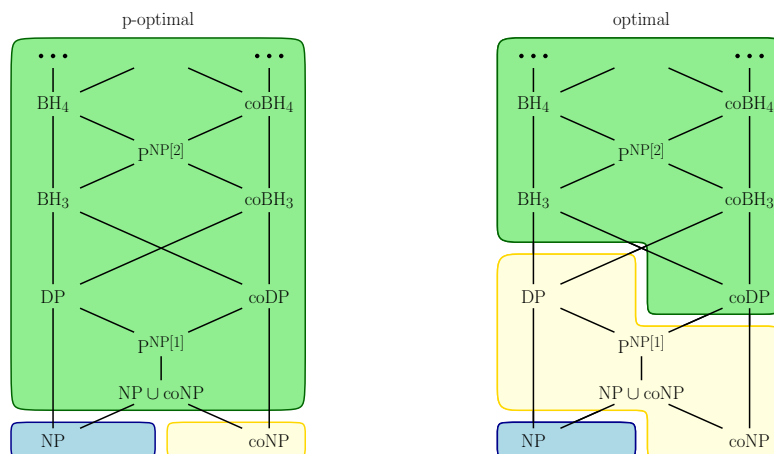 p-optimal
• • • • • •
BH₄ coBH₄
P^NP[2]
BH₃ coBH₃
DP coDP
P^NP[1]
NP ∪ coNP
NP coNP
optimal
• • • • • •
BH₄ coBH₄
P^NP[2]
BH₃ coBH₃
DP coDP
P^NP[1]
NP ∪ coNP
NP coNP